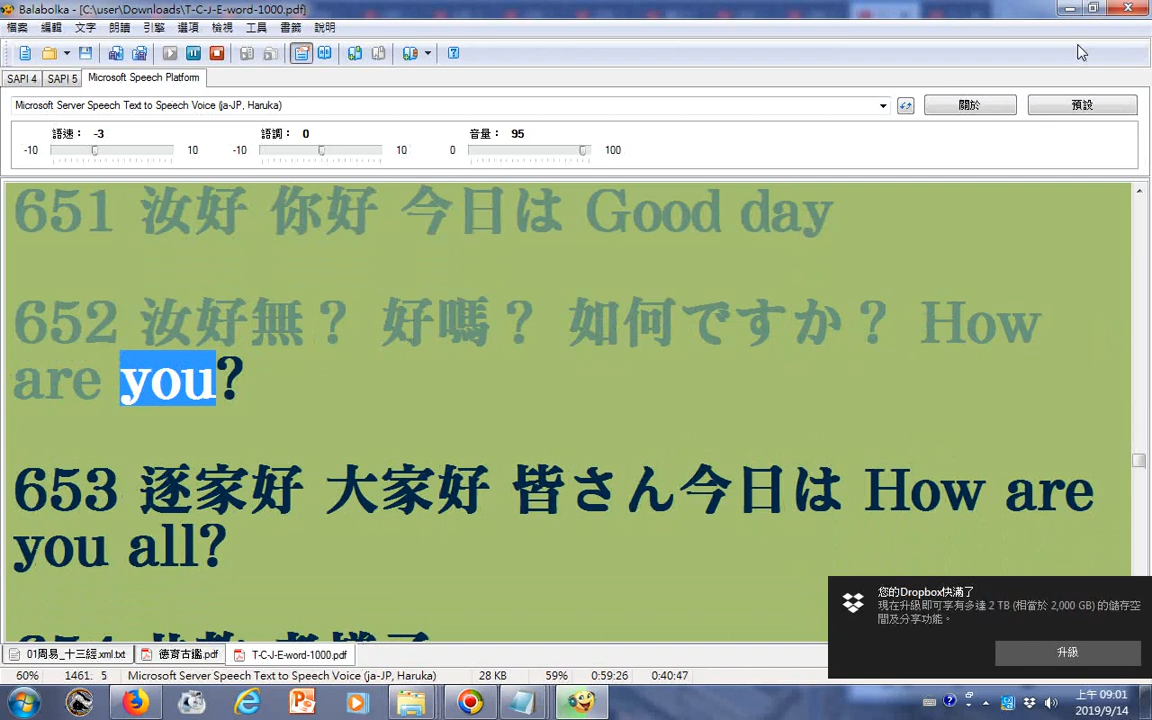 Balabolka - [C:\user\Downloads\T-C-J-E-word-1000.pdf]
檔案 編輯 文字 朗讀 引擎 選項 檢視 工具 書籤 說明
SAPI 4 SAPI 5 Microsoft Speech Platform
Microsoft Server Speech Text to Speech Voice (ja-JP, Haruka) 關於 預設
語速： -3 語調： 0 音量： 95
-10 10 -10 10 0 100
651 汝好 你好 今日は Good day
652 汝好無？ 好嗎？ 如何ですか？ How
are you?
653 逐家好 大家好 皆さん今日は How are
you all?
您的Dropbox快滿了
現在升級即可享有多達 2 TB (相當於 2,000 GB) 的儲存空
間及分享功能。
升級
01周易_十三經.xml.txt 德育古鑑.pdf T-C-J-E-word-1000.pdf
60% 1461: 5 Microsoft Server Speech Text to Speech Voice (ja-JP, Haruka) 28 KB 59% 0:59:26 0:40:47
上午 09:01
2019/9/14